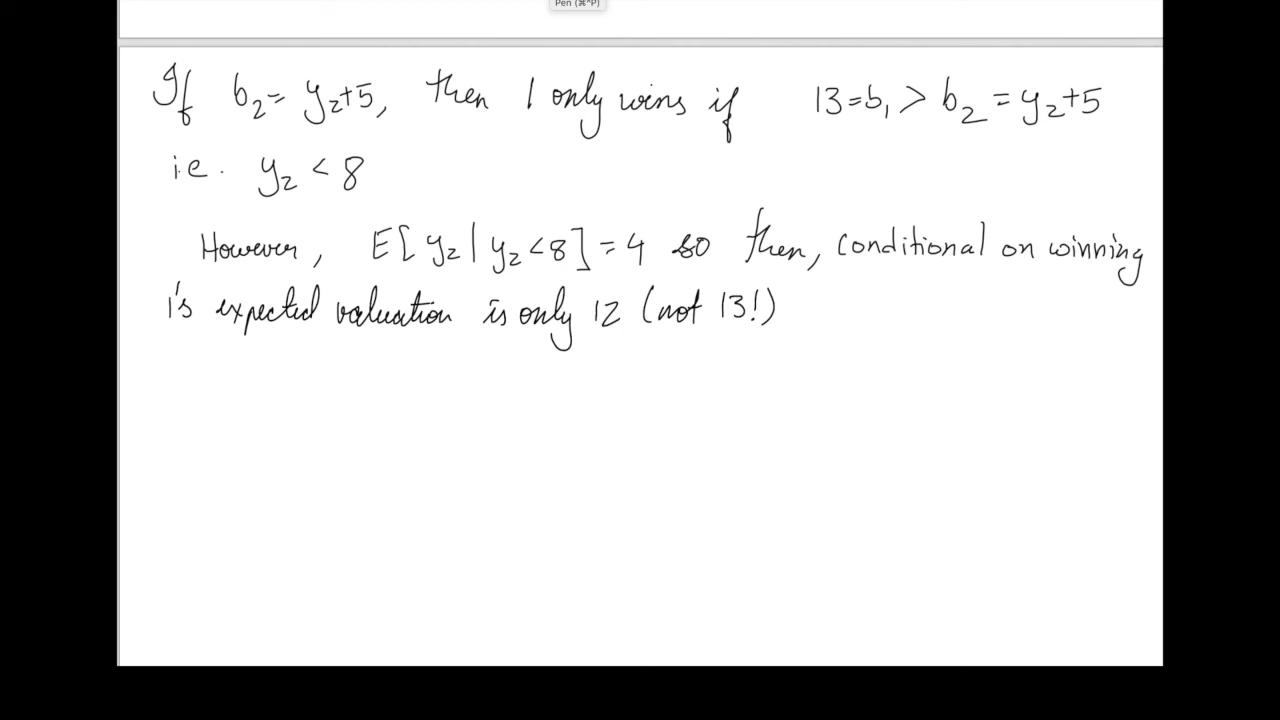 Pen (⌘^P)
If b₂ = y₂+5, then 1 only wins if 13 = b₁ > b₂ = y₂+5
i.e. y₂ < 8
However, E[y₂ | y₂ < 8] = 4 so then, conditional on winning
1's expected valuation is only 12 (not 13!)